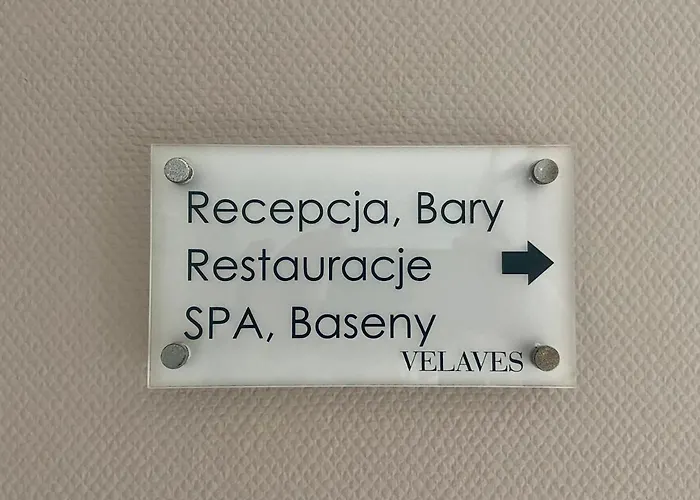 Recepcja, Bary
Restauracje
SPA, Baseny
VELAVES